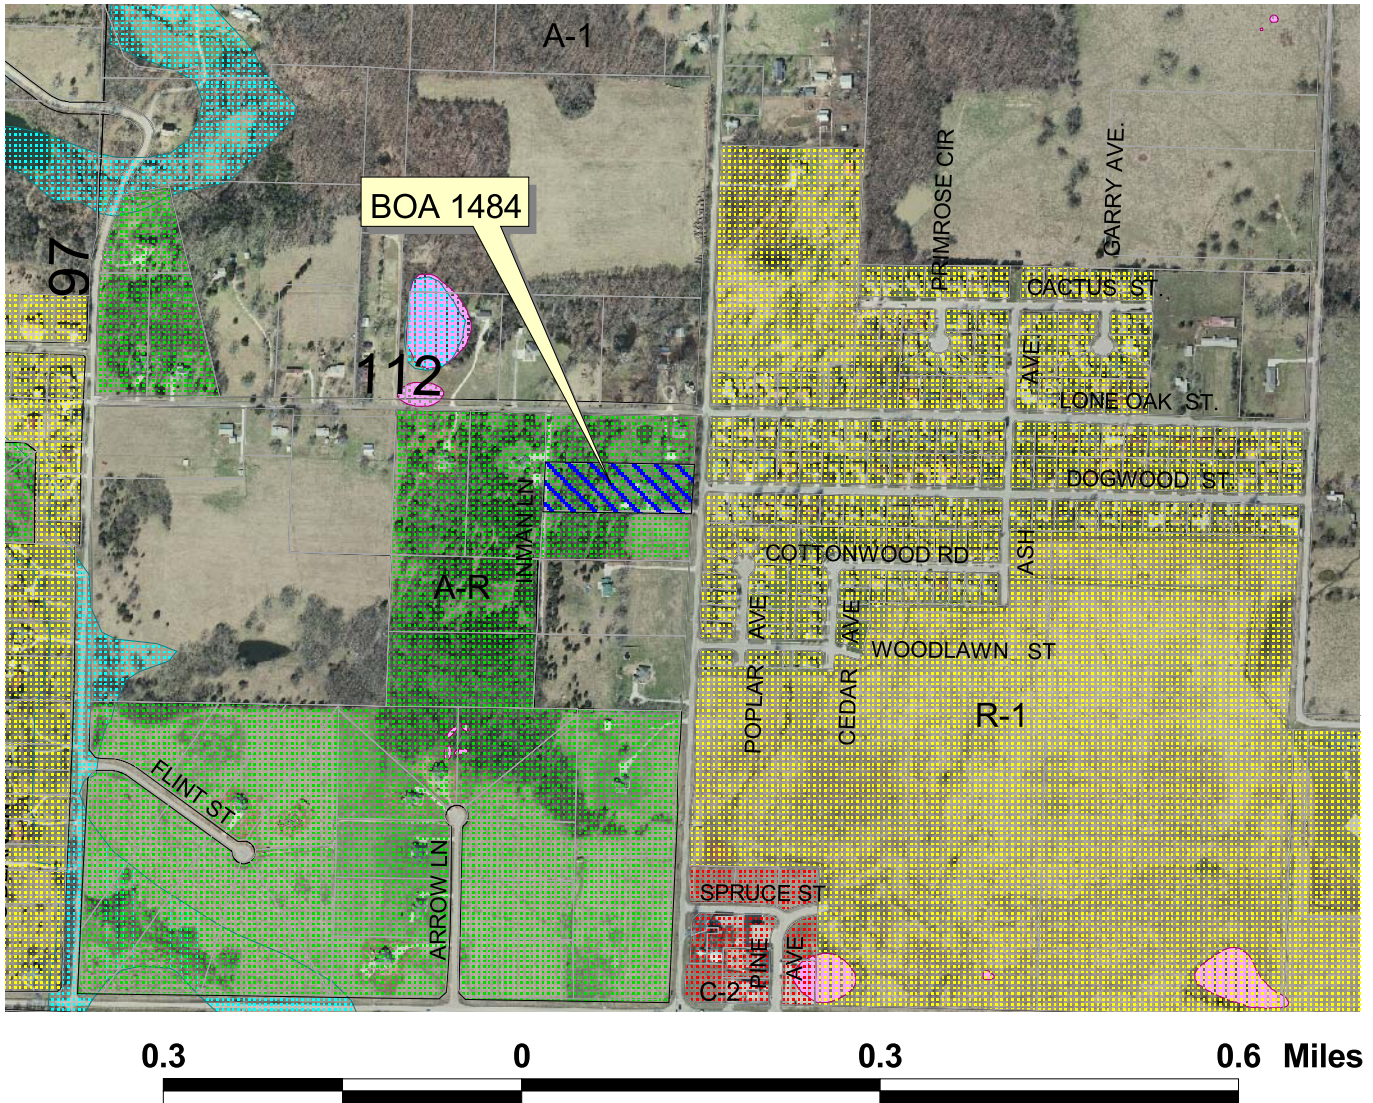 A-1
PRIMROSE CIR
GARRY AVE.
BOA 1484
97
CACTUS ST.
112
AVE
LONE OAK ST.
DOGWOOD ST.
INMAN LN
COTTONWOOD RD
ASH
A-R
POPLAR AVE
CEDAR AVE
WOODLAWN ST
R-1
FLINT ST
ARROW LN
SPRUCE ST
PINE AVE
C-2
0.3 0 0.3 0.6 Miles